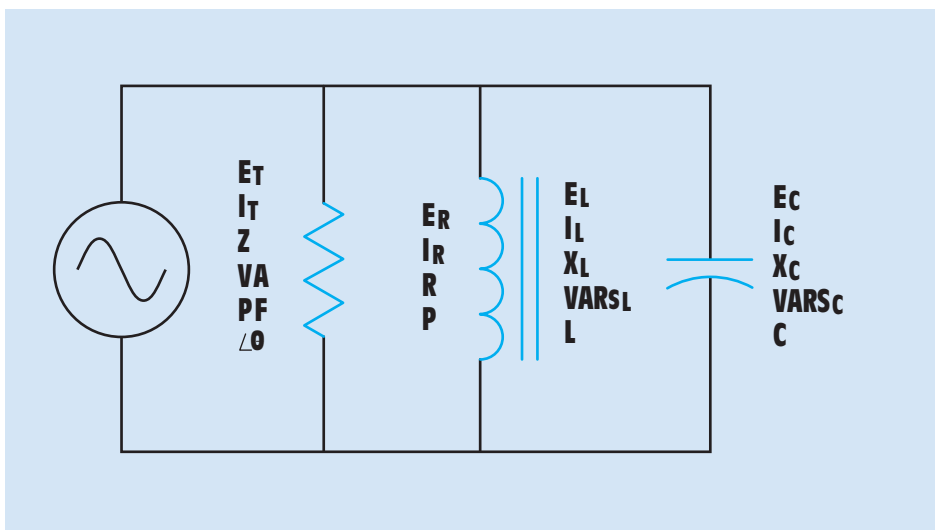 ET
IT
Z
VA
PF
∠θ
ER
IR
R
P
EL
IL
XL
VARSL
L
EC
IC
XC
VARSC
C